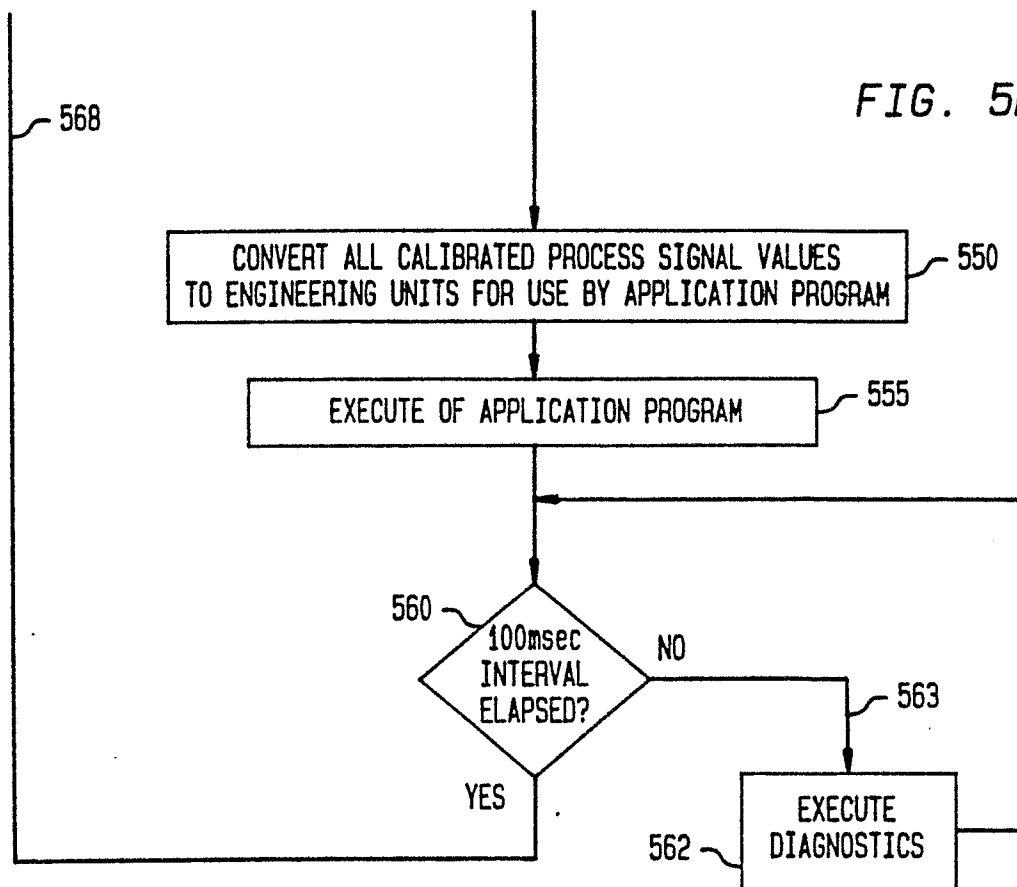 568
FIG. 5
CONVERT ALL CALIBRATED PROCESS SIGNAL VALUES
TO ENGINEERING UNITS FOR USE BY APPLICATION PROGRAM
550
EXECUTE OF APPLICATION PROGRAM
555
560
100msec
INTERVAL
ELAPSED?
NO
563
YES
EXECUTE
DIAGNOSTICS
562